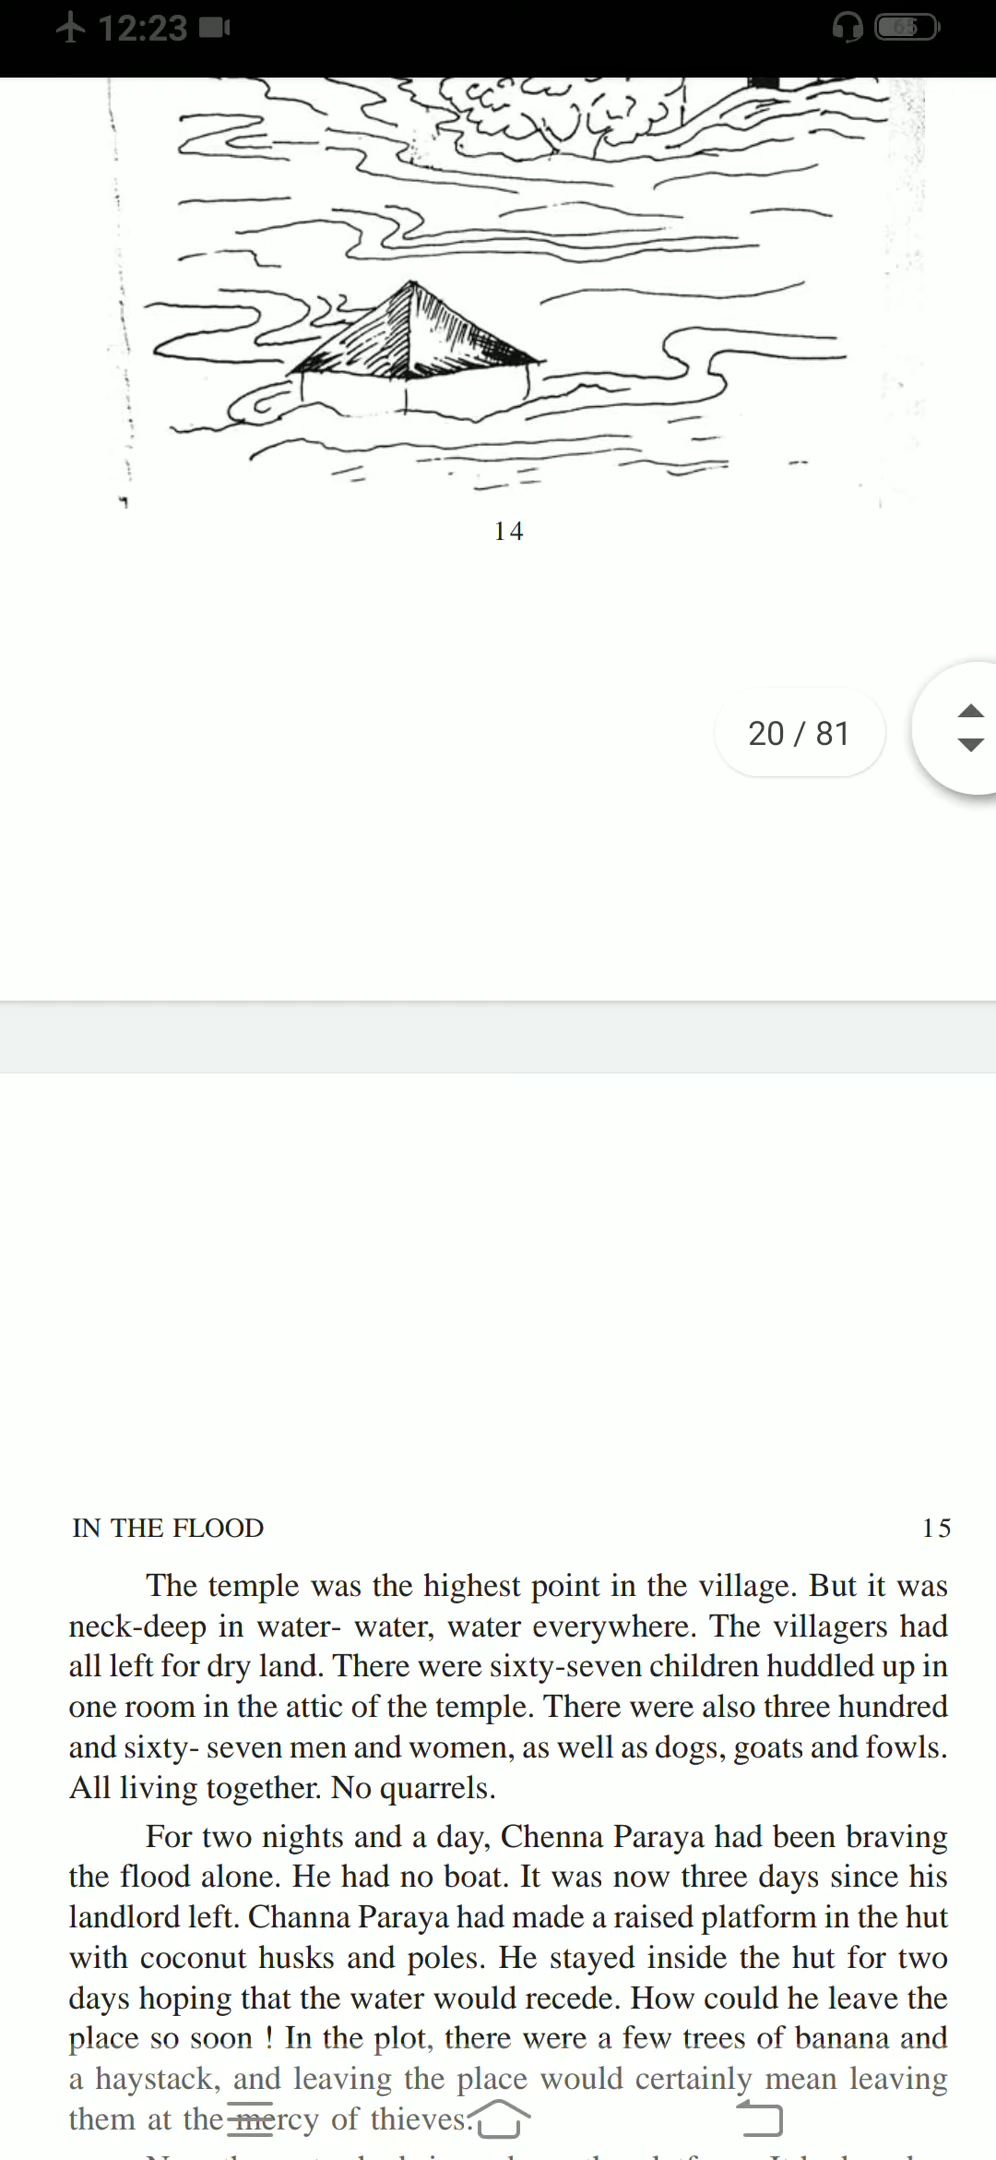 12:23
65
14
20 / 81
IN THE FLOOD
15
The temple was the highest point in the village. But it was
neck-deep in water- water, water everywhere. The villagers had
all left for dry land. There were sixty-seven children huddled up in
one room in the attic of the temple. There were also three hundred
and sixty- seven men and women, as well as dogs, goats and fowls.
All living together. No quarrels.
For two nights and a day, Chenna Paraya had been braving
the flood alone. He had no boat. It was now three days since his
landlord left. Channa Paraya had made a raised platform in the hut
with coconut husks and poles. He stayed inside the hut for two
days hoping that the water would recede. How could he leave the
place so soon ! In the plot, there were a few trees of banana and
a haystack, and leaving the place would certainly mean leaving
them at the mercy of thieves.